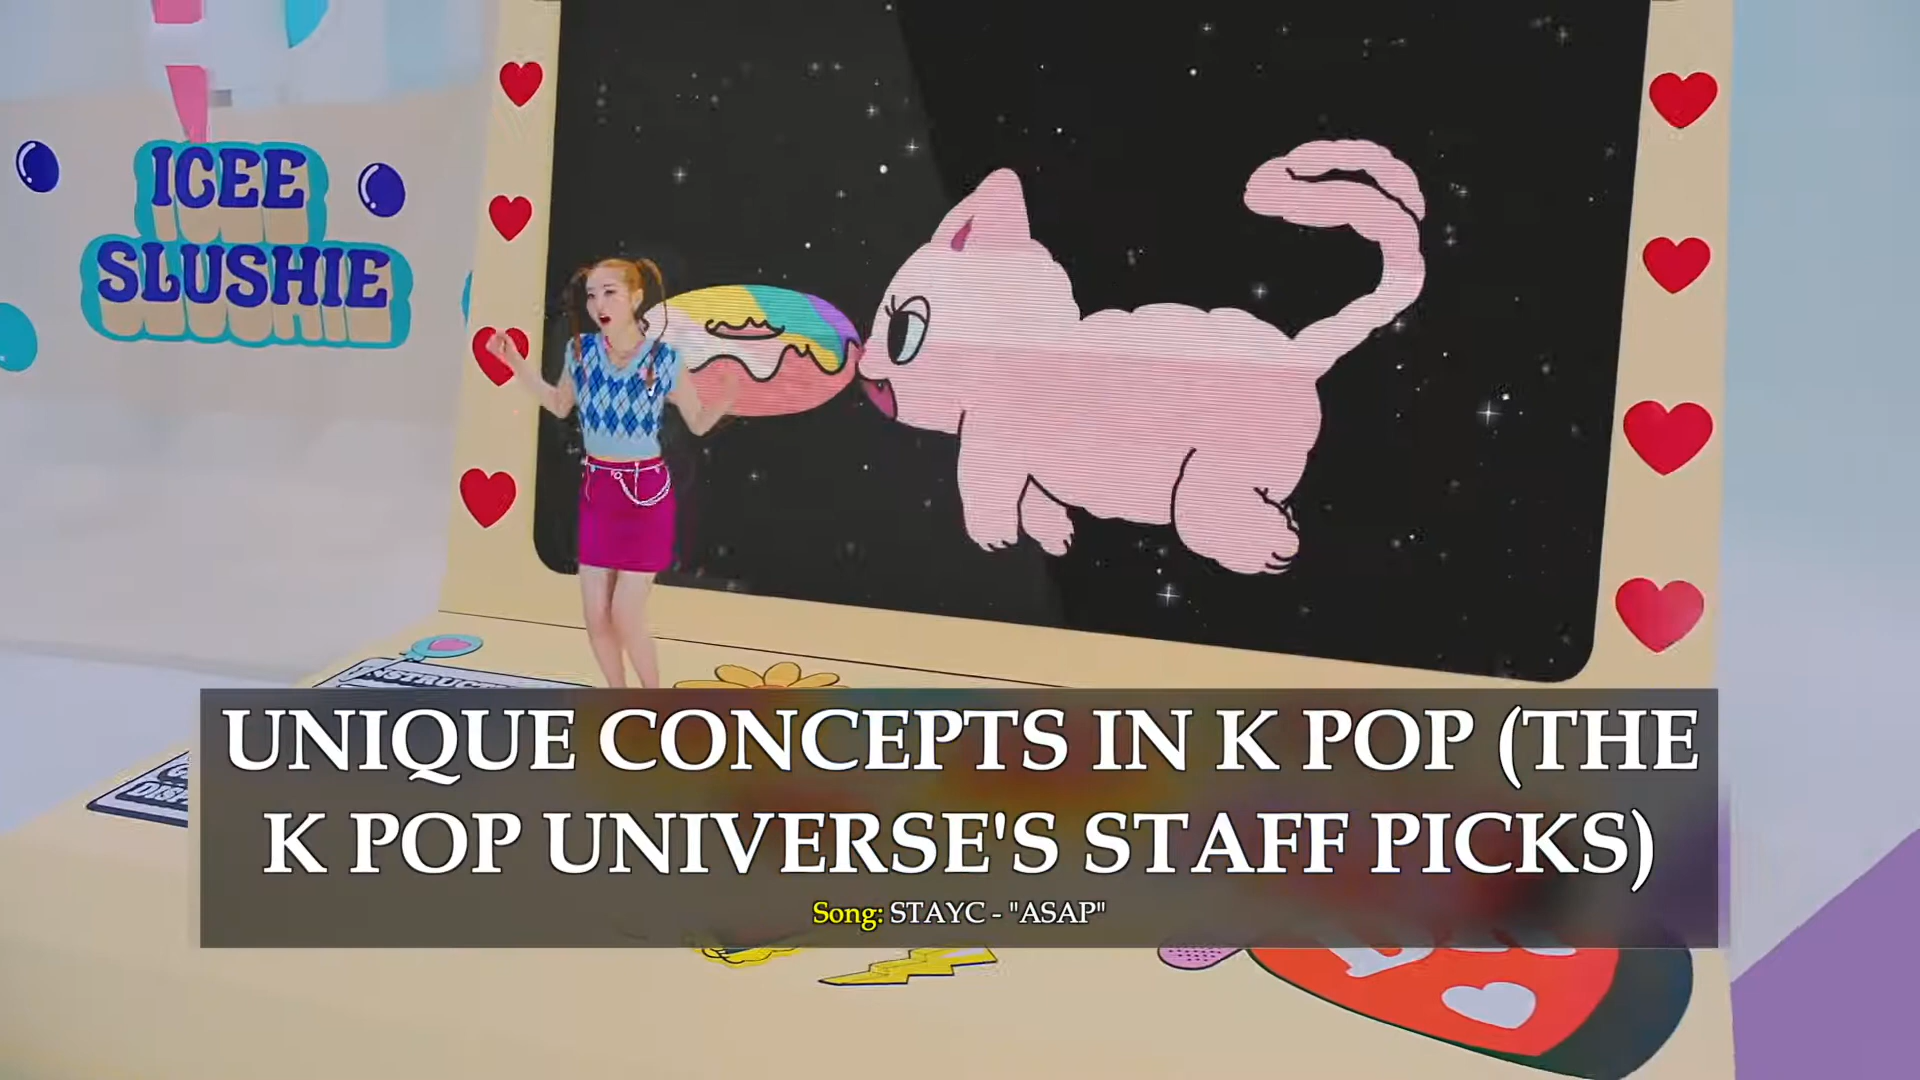 ICEE
SLUSHIE
UNIQUE CONCEPTS IN K POP (THE
K POP UNIVERSE'S STAFF PICKS)
Song: STAYC - "ASAP"